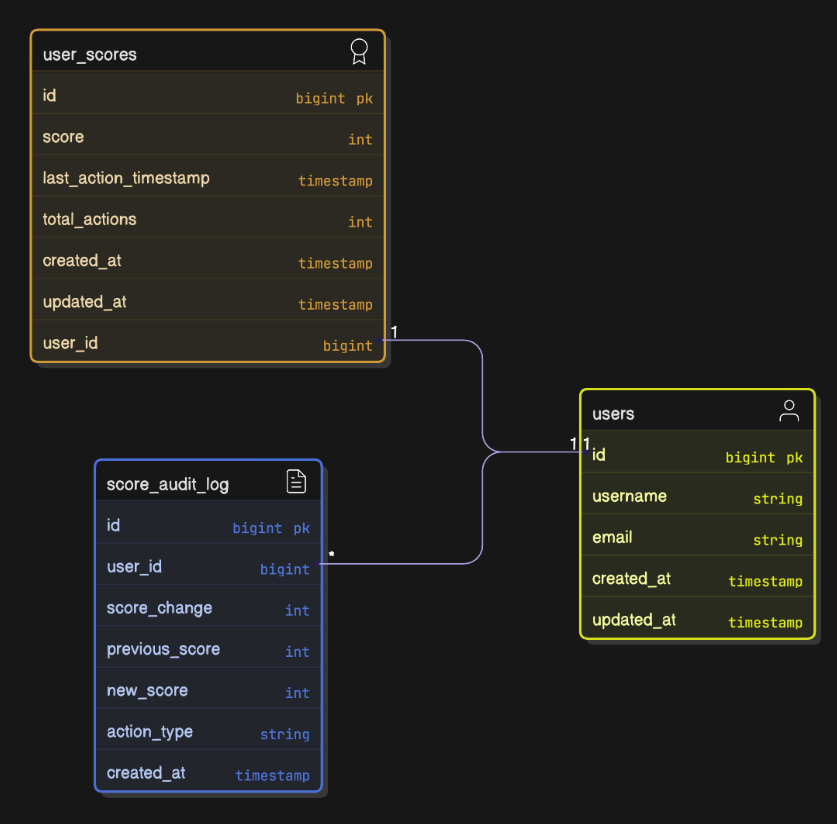 user_scores
id bigint pk
score int
last_action_timestamp timestamp
total_actions int
created_at timestamp
updated_at timestamp
user_id bigint
1
users
1 1
id bigint pk
username string
email string
created_at timestamp
updated_at timestamp
score_audit_log
id bigint pk
user_id bigint
*
score_change int
previous_score int
new_score int
action_type string
created_at timestamp